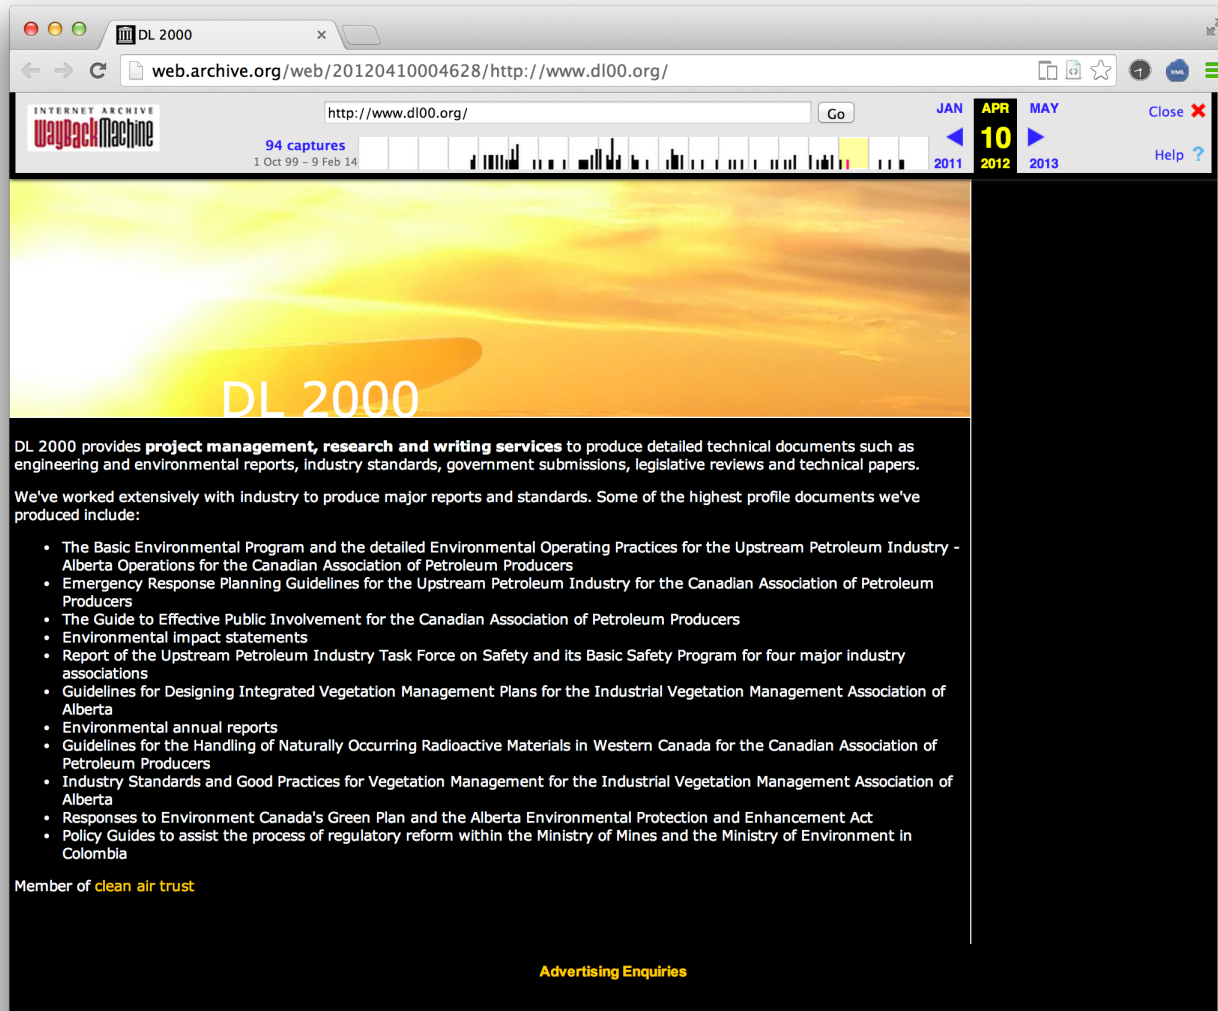 DL 2000
web.archive.org/web/20120410004628/http://www.dl00.org/
INTERNET ARCHIVE
WayBackMachine
http://www.dl00.org/
Go
94 captures
1 Oct 99 – 9 Feb 14
JAN
APR
MAY
10
2011
2012
2013
Close
Help ?
DL 2000
DL 2000 provides project management, research and writing services to produce detailed technical documents such as
engineering and environmental reports, industry standards, government submissions, legislative reviews and technical papers.
We've worked extensively with industry to produce major reports and standards. Some of the highest profile documents we've
produced include:
• The Basic Environmental Program and the detailed Environmental Operating Practices for the Upstream Petroleum Industry -
Alberta Operations for the Canadian Association of Petroleum Producers
• Emergency Response Planning Guidelines for the Upstream Petroleum Industry for the Canadian Association of Petroleum
Producers
• The Guide to Effective Public Involvement for the Canadian Association of Petroleum Producers
• Environmental impact statements
• Report of the Upstream Petroleum Industry Task Force on Safety and its Basic Safety Program for four major industry
associations
• Guidelines for Designing Integrated Vegetation Management Plans for the Industrial Vegetation Management Association of
Alberta
• Environmental annual reports
• Guidelines for the Handling of Naturally Occurring Radioactive Materials in Western Canada for the Canadian Association of
Petroleum Producers
• Industry Standards and Good Practices for Vegetation Management for the Industrial Vegetation Management Association of
Alberta
• Responses to Environment Canada's Green Plan and the Alberta Environmental Protection and Enhancement Act
• Policy Guides to assist the process of regulatory reform within the Ministry of Mines and the Ministry of Environment in
Colombia
Member of clean air trust
Advertising Enquiries